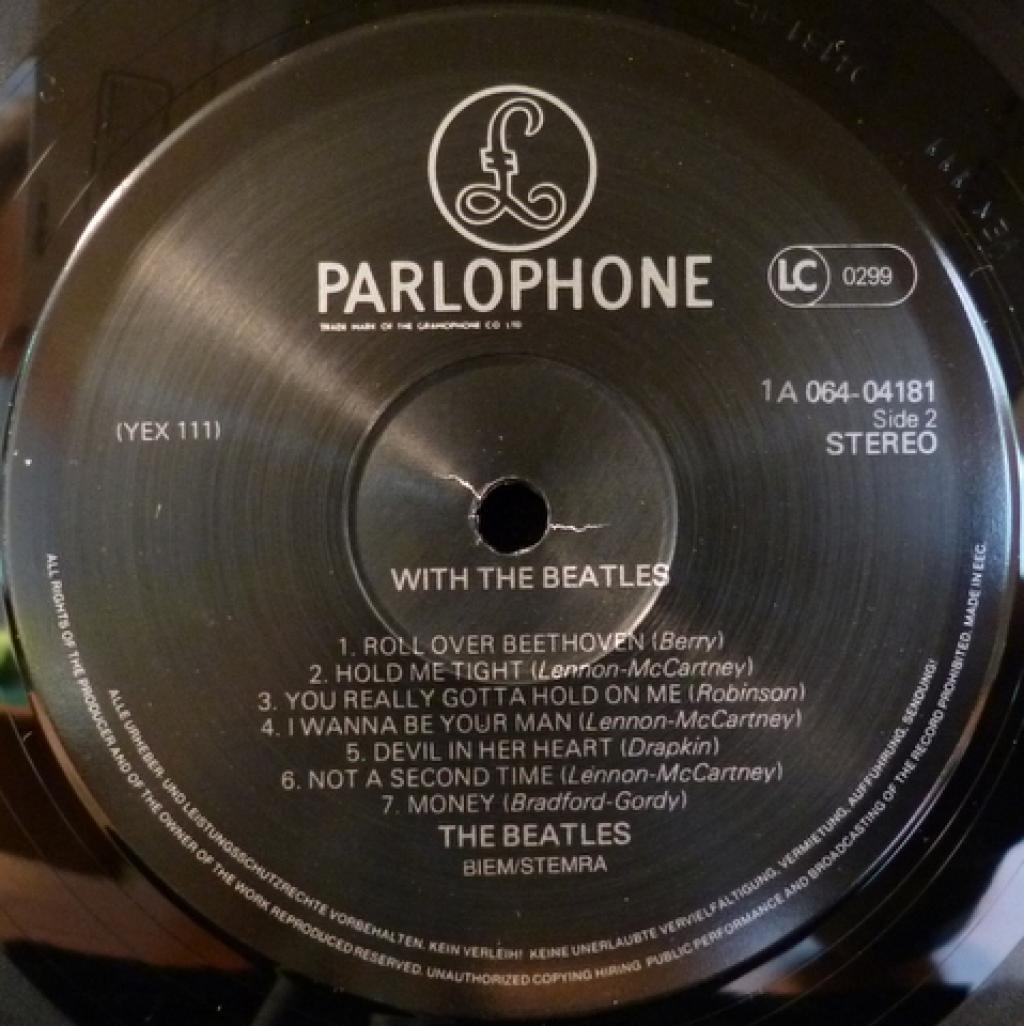 PARLOPHONE
TRADE MARK OF THE GRAMOPHONE CO LTD
LC 0299
1A 064-04181
Side 2
STEREO
(YEX 111)
WITH THE BEATLES
1. ROLL OVER BEETHOVEN (Berry)
2. HOLD ME TIGHT (Lennon-McCartney)
3. YOU REALLY GOTTA HOLD ON ME (Robinson)
4. I WANNA BE YOUR MAN (Lennon-McCartney)
5. DEVIL IN HER HEART (Drapkin)
6. NOT A SECOND TIME (Lennon-McCartney)
7. MONEY (Bradford-Gordy)
THE BEATLES
BIEM/STEMRA
ALLE URHEBER- UND LEISTUNGSSCHUTZRECHTE VORBEHALTEN. KEIN VERLEIH! KEINE UNERLAUBTE VERVIELFÄLTIGUNG, VERMIETUNG, AUFFÜHRUNG, SENDUNG!
ALL RIGHTS OF THE PRODUCER AND OF THE OWNER OF THE WORK REPRODUCED RESERVED. UNAUTHORIZED COPYING HIRING PUBLIC PERFORMANCE AND BROADCASTING OF THE RECORD PROHIBITED. MADE IN EEC.